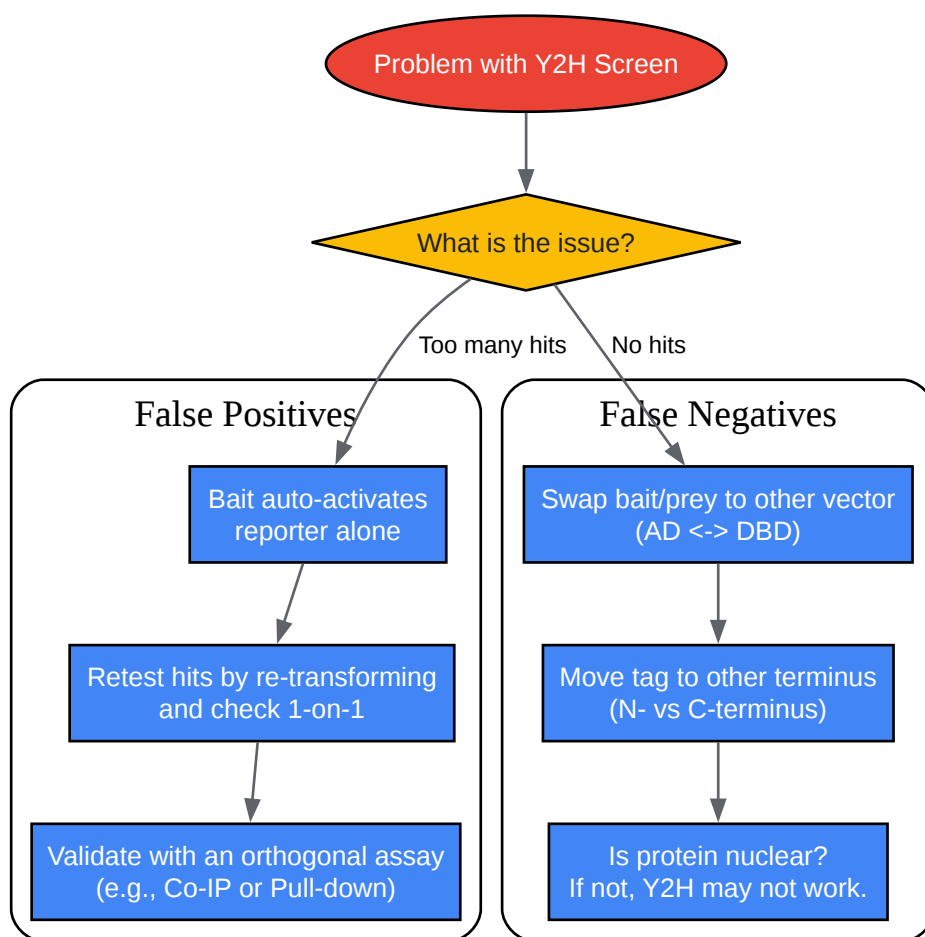 Problem with Y2H Screen
What is the issue?
Too many hits
No hits
False Positives
Bait auto-activates
reporter alone
Retest hits by re-transforming
and check 1-on-1
Validate with an orthogonal assay
(e.g., Co-IP or Pull-down)
False Negatives
Swap bait/prey to other vector
(AD <-> DBD)
Move tag to other terminus
(N- vs C-terminus)
Is protein nuclear?
If not, Y2H may not work.